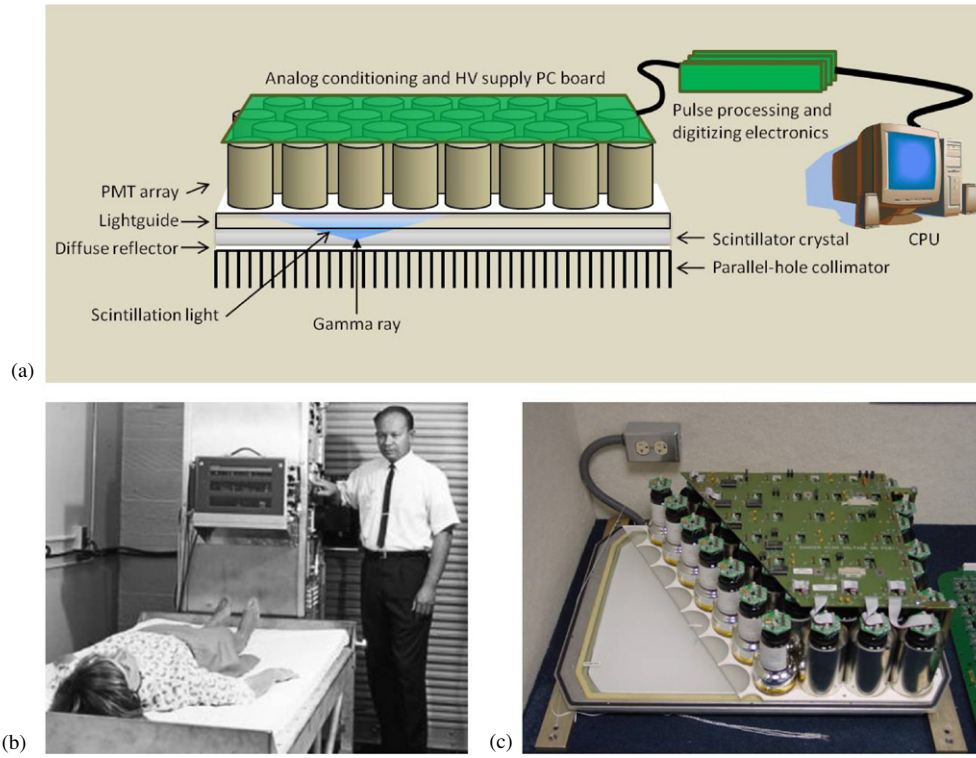 Analog conditioning and HV supply PC board
Pulse processing and
digitizing electronics
PMT array
Lightguide
Diffuse reflector
Scintillator crystal
CPU
Parallel-hole collimator
Scintillation light
Gamma ray
(a)
(b)
(c)